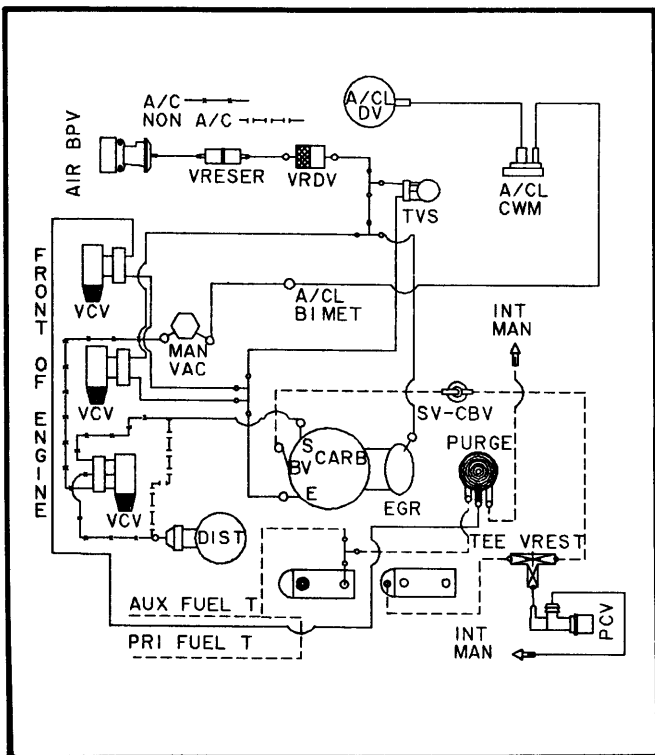 A/C
NON A/C
A/CL
DV
AIR BPV
VRESER
VRDV
TVS
A/CL
CWM
FRONT OF ENGINE
VCV
A/CL
BIMET
INT
MAN
MAN
VAC
VCV
SV-CBV
PURGE
S
BV
CARB
E
EGR
VCV
DIST
TEE VREST
AUX FUEL T
PRI FUEL T
INT
MAN
PCV